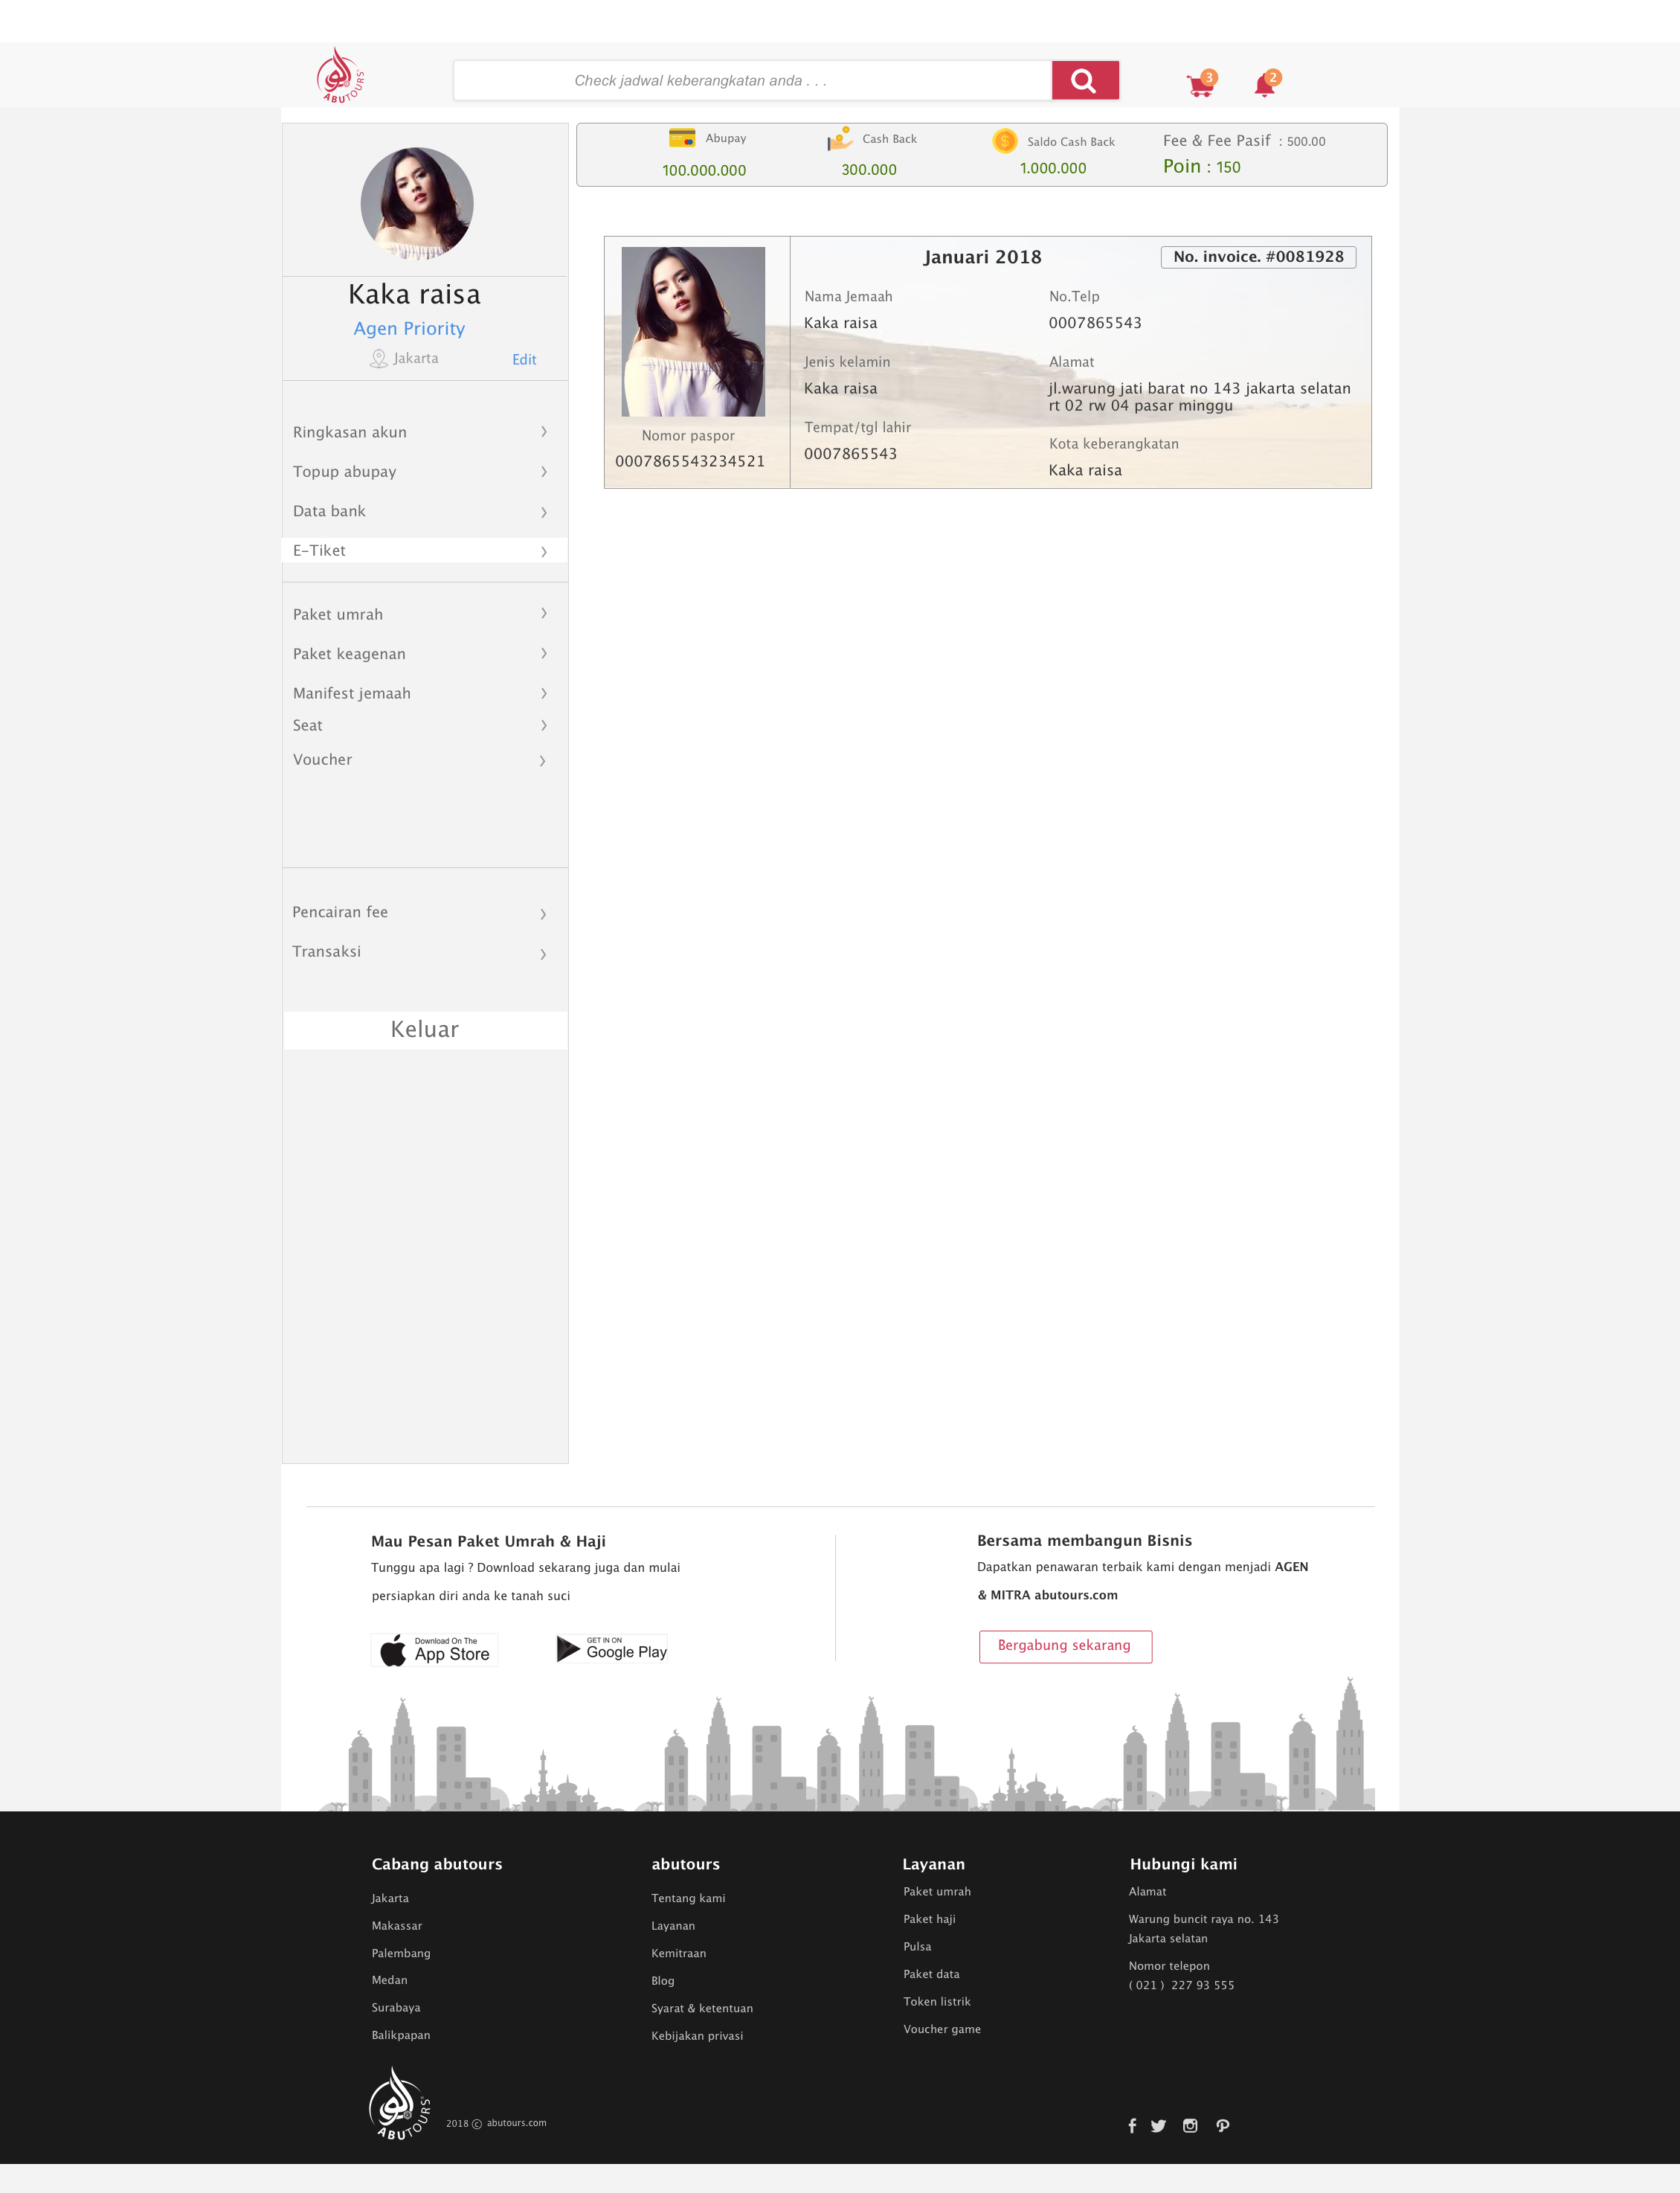 ABUTOURS
Check jadwal keberangkatan anda . . .
3
2
Kaka raisa
Agen Priority
Jakarta
Edit
Ringkasan akun
Topup abupay
Data bank
E-Tiket
Paket umrah
Paket keagenan
Manifest jemaah
Seat
Voucher
Pencairan fee
Transaksi
Keluar
Abupay
100.000.000
Cash Back
300.000
Saldo Cash Back
1.000.000
Fee & Fee Pasif : 500.00
Poin : 150
Januari 2018
No. invoice. #0081928
Nomor paspor
0007865543234521
Nama Jemaah
Kaka raisa
Jenis kelamin
Kaka raisa
Tempat/tgl lahir
0007865543
No.Telp
0007865543
Alamat
jl.warung jati barat no 143 jakarta selatan
rt 02 rw 04 pasar minggu
Kota keberangkatan
Kaka raisa
Mau Pesan Paket Umrah & Haji
Tunggu apa lagi ? Download sekarang juga dan mulai
persiapkan diri anda ke tanah suci
Download On The
App Store
GET IN ON
Google Play
Bersama membangun Bisnis
Dapatkan penawaran terbaik kami dengan menjadi AGEN
& MITRA abutours.com
Bergabung sekarang
Cabang abutours
Jakarta
Makassar
Palembang
Medan
Surabaya
Balikpapan
abutours
Tentang kami
Layanan
Kemitraan
Blog
Syarat & ketentuan
Kebijakan privasi
Layanan
Paket umrah
Paket haji
Pulsa
Paket data
Token listrik
Voucher game
Hubungi kami
Alamat
Warung buncit raya no. 143
Jakarta selatan
Nomor telepon
( 021 ) 227 93 555
ABUTOURS
2018 © abutours.com